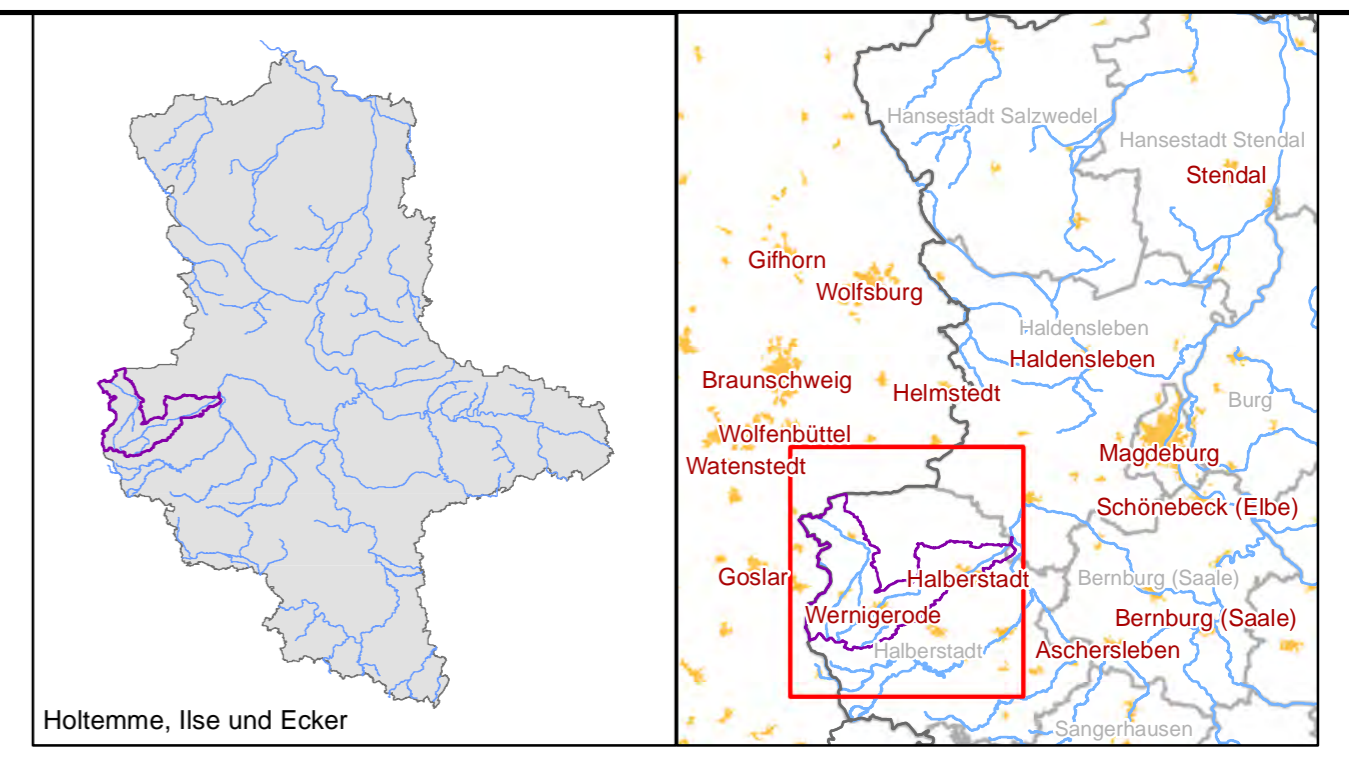 Holtemme, Ilse und Ecker
Hansestadt Salzwedel
Hansestadt Stendal
Stendal
Gifhorn
Wolfsburg
Haldensleben
Haldensleben
Braunschweig
Helmstedt
Burg
Wolfenbüttel
Magdeburg
Watenstedt
Schönebeck (Elbe)
Goslar
Halberstadt
Bernburg (Saale)
Wernigerode
Bernburg (Saale)
Halberstadt
Aschersleben
Sangerhausen